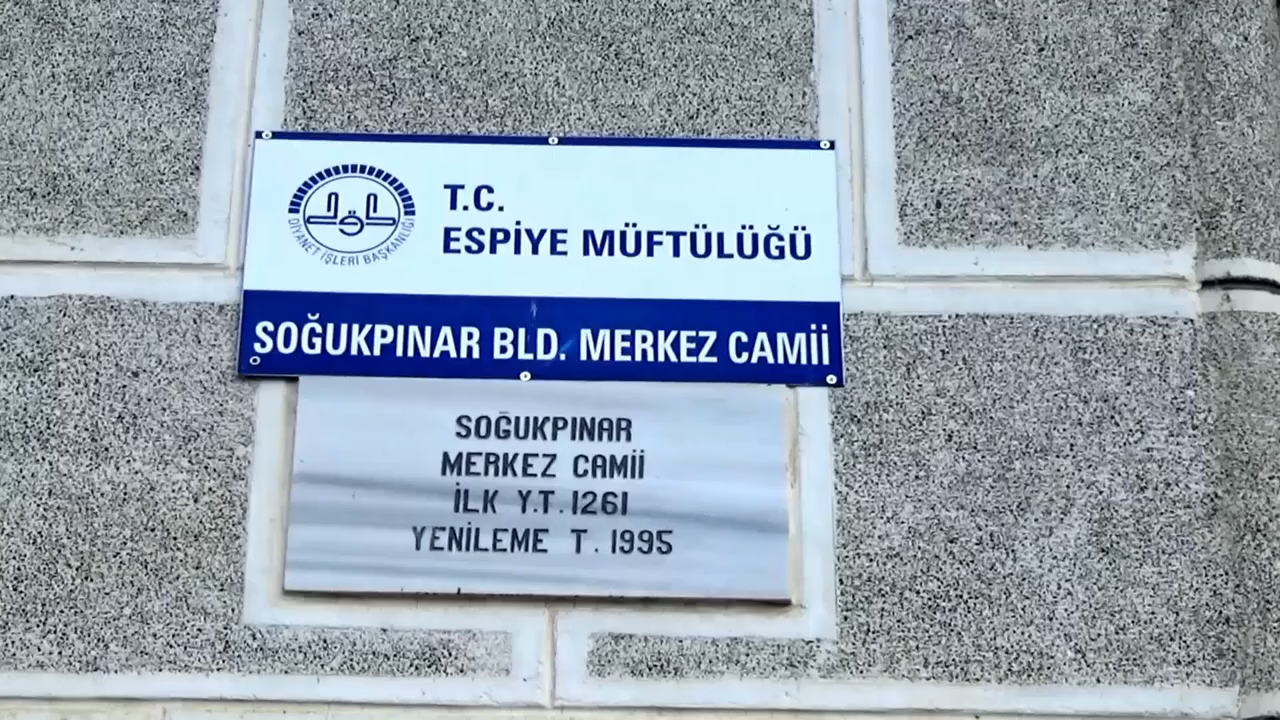 T.C.
ESPİYE MÜFTÜLÜĞÜ
DİYANET İŞLERİ BAŞKANLIĞI
SOĞUKPINAR BLD. MERKEZ CAMİİ
SOĞUKPINAR
MERKEZ CAMİİ
İLK Y.T. 1261
YENİLEME T. 1995